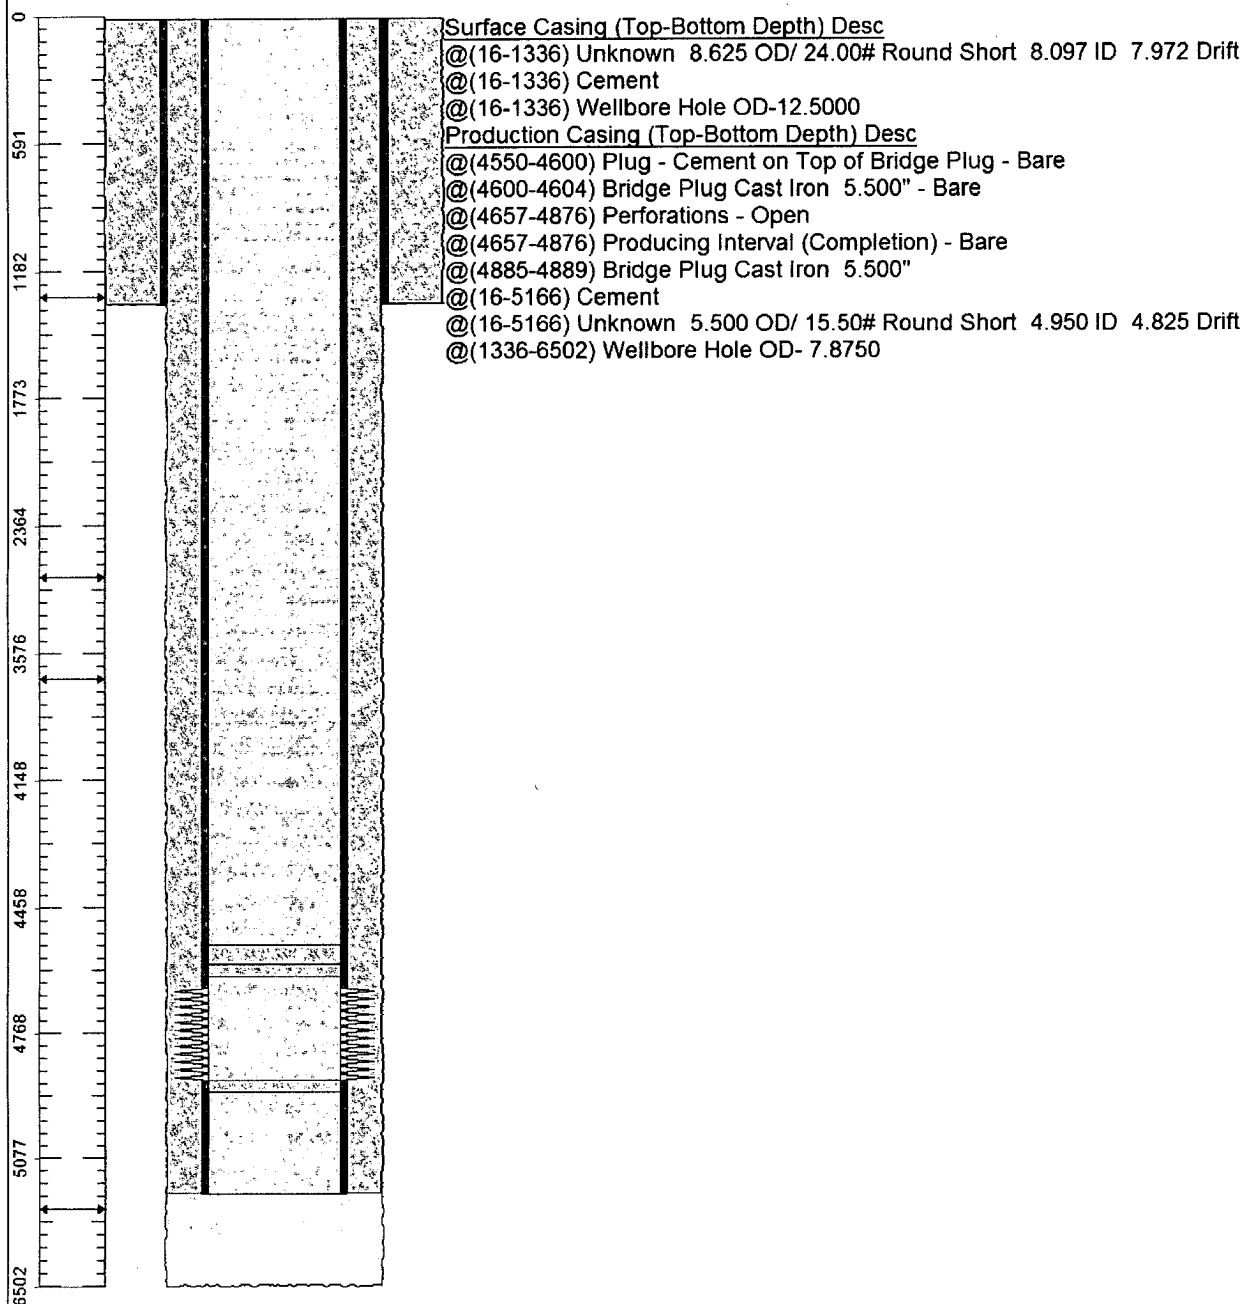 Surface Casing (Top-Bottom Depth) Desc
@(16-1336) Unknown 8.625 OD/ 24.00# Round Short 8.097 ID 7.972 Drift
@(16-1336) Cement
@(16-1336) Wellbore Hole OD-12.5000
Production Casing (Top-Bottom Depth) Desc
@(4550-4600) Plug - Cement on Top of Bridge Plug - Bare
@(4600-4604) Bridge Plug Cast Iron 5.500" - Bare
@(4657-4876) Perforations - Open
@(4657-4876) Producing Interval (Completion) - Bare
@(4885-4889) Bridge Plug Cast Iron 5.500"
@(16-5166) Cement
@(16-5166) Unknown 5.500 OD/ 15.50# Round Short 4.950 ID 4.825 Drift
@(1336-6502) Wellbore Hole OD- 7.8750
0
591
1182
1773
2364
3576
4148
4458
4768
5077
6502